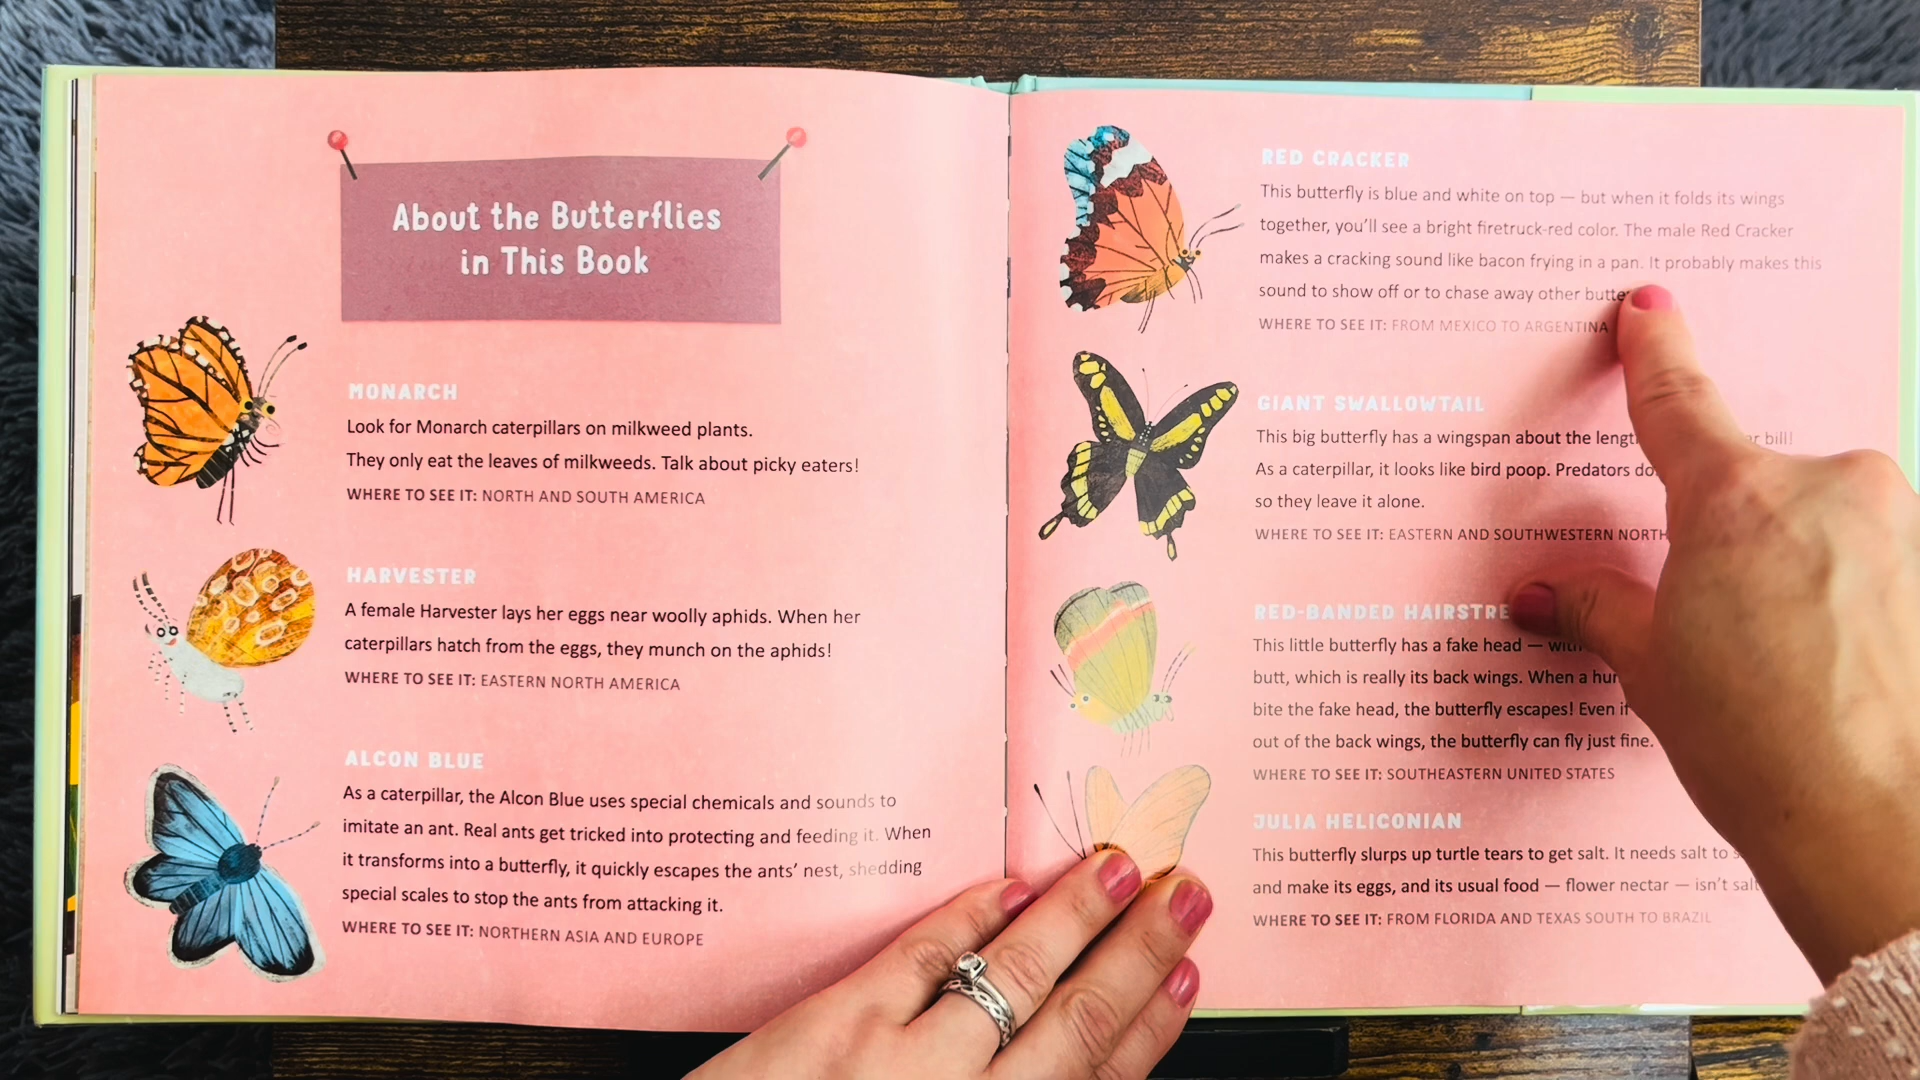 About the Butterflies
in This Book
MONARCH
Look for Monarch caterpillars on milkweed plants.
They only eat the leaves of milkweeds. Talk about picky eaters!
WHERE TO SEE IT: NORTH AND SOUTH AMERICA
HARVESTER
A female Harvester lays her eggs near woolly aphids. When her
caterpillars hatch from the eggs, they munch on the aphids!
WHERE TO SEE IT: EASTERN NORTH AMERICA
ALCON BLUE
As a caterpillar, the Alcon Blue uses special chemicals and sounds to
imitate an ant. Real ants get tricked into protecting and feeding it. When
it transforms into a butterfly, it quickly escapes the ants’ nest, shedding
special scales to stop the ants from attacking it.
WHERE TO SEE IT: NORTHERN ASIA AND EUROPE
RED CRACKER
This butterfly is blue and white on top — but when it folds its wings
together, you’ll see a bright firetruck-red color. The male Red Cracker
makes a cracking sound like bacon frying in a pan. It probably makes this
sound to show off or to chase away other
WHERE TO SEE IT: FROM MEXICO TO ARGENTINA
GIANT SWALLOWTAIL
This big butterfly has a wingspan about the bill!
As a caterpillar, it looks like bird poop. Predators
so they leave it alone.
WHERE TO SEE IT: EASTERN AND SOUTHWESTERN NORTH
RED-BANDED
This little butterfly has a fake head —
butt, which is really its back wings. When a
bite the fake head, the butterfly escapes! Even
out of the back wings, the butterfly can fly just fine.
WHERE TO SEE IT: SOUTHEASTERN UNITED STATES
JULIA HELICONIAN
This butterfly slurps up turtle tears to get salt. It needs salt to
and make its eggs, and its usual food — flower nectar — isn’t
WHERE TO SEE IT: FROM FLORIDA AND TEXAS SOUTH TO BRAZIL